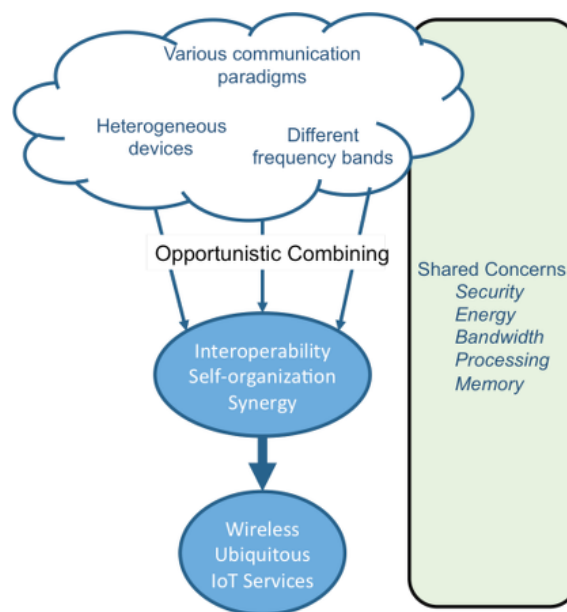 Various communication
paradigms
Heterogeneous
devices
Different
frequency bands
Opportunistic Combining
Shared Concerns
Security
Energy
Bandwidth
Processing
Memory
Interoperability
Self-organization
Synergy
Wireless
Ubiquitous
IoT Services